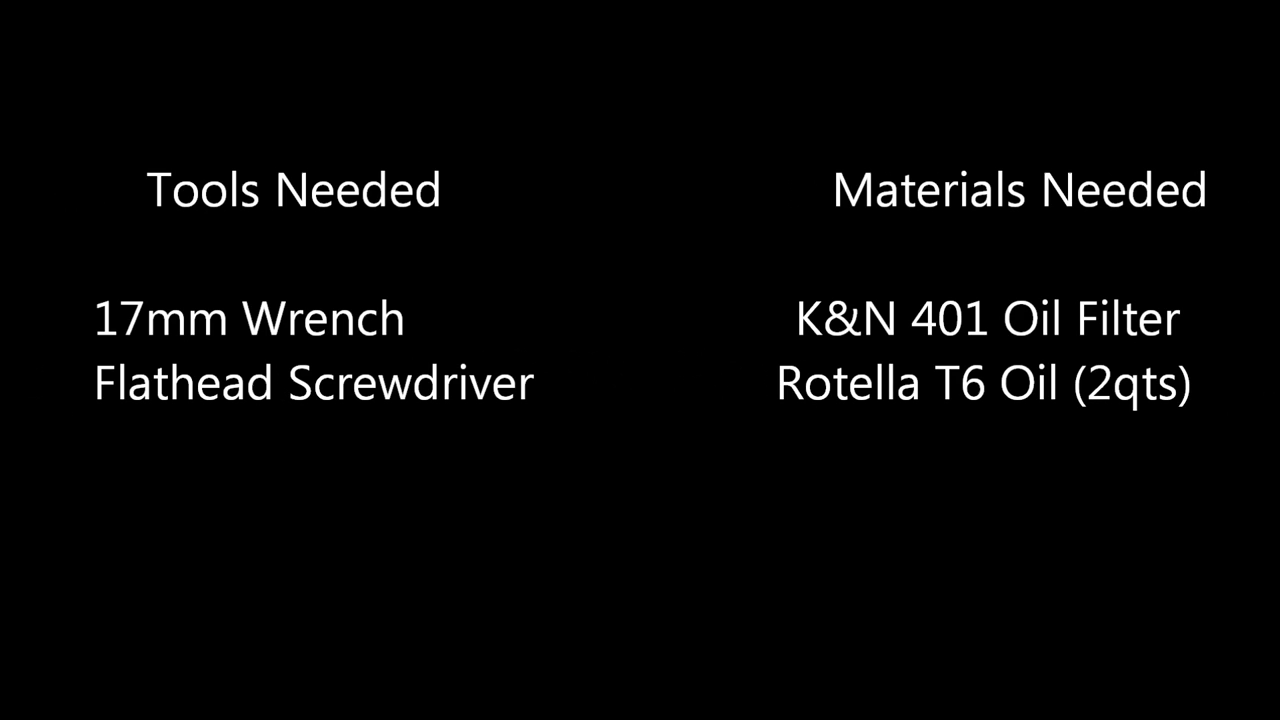 Tools Needed
17mm Wrench
Flathead Screwdriver
Materials Needed
K&N 401 Oil Filter
Rotella T6 Oil (2qts)